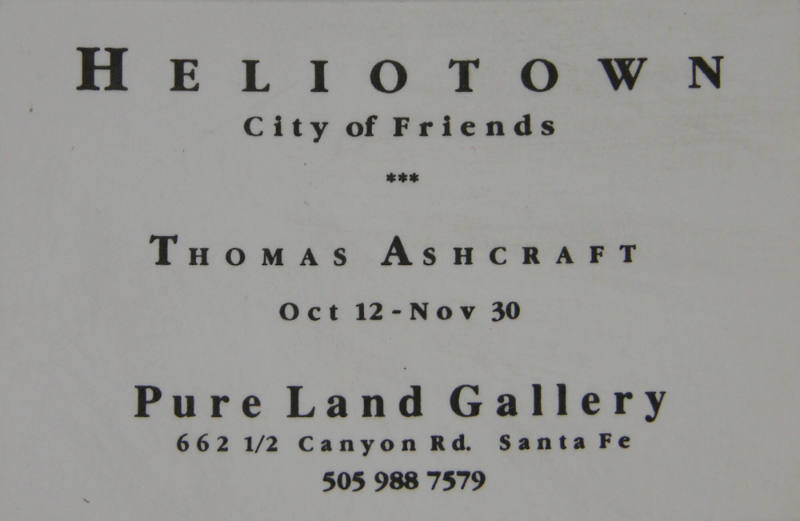 HELIOTOWN
City of Friends
***
THOMAS ASHCRAFT
Oct 12-Nov 30
Pure Land Gallery
662 1/2 Canyon Rd. Santa Fe
505 988 7579